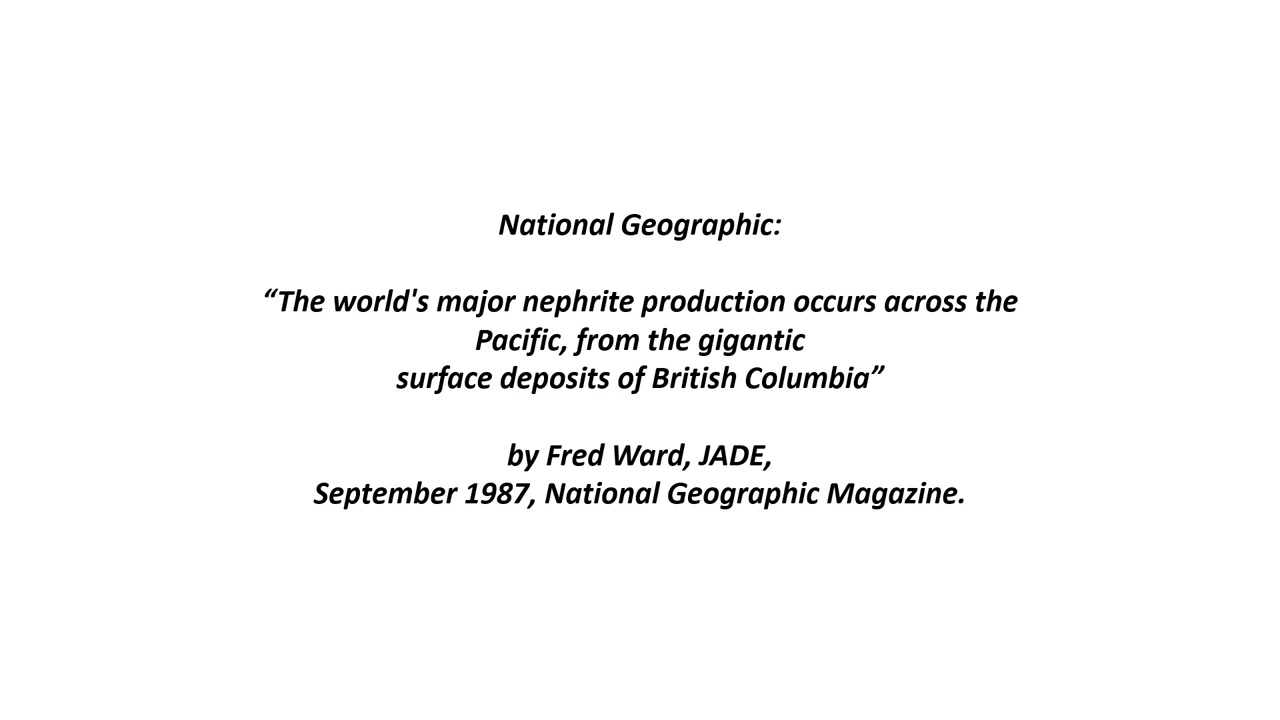 National Geographic:
“The world's major nephrite production occurs across the
Pacific, from the gigantic
surface deposits of British Columbia”
by Fred Ward, JADE,
September 1987, National Geographic Magazine.